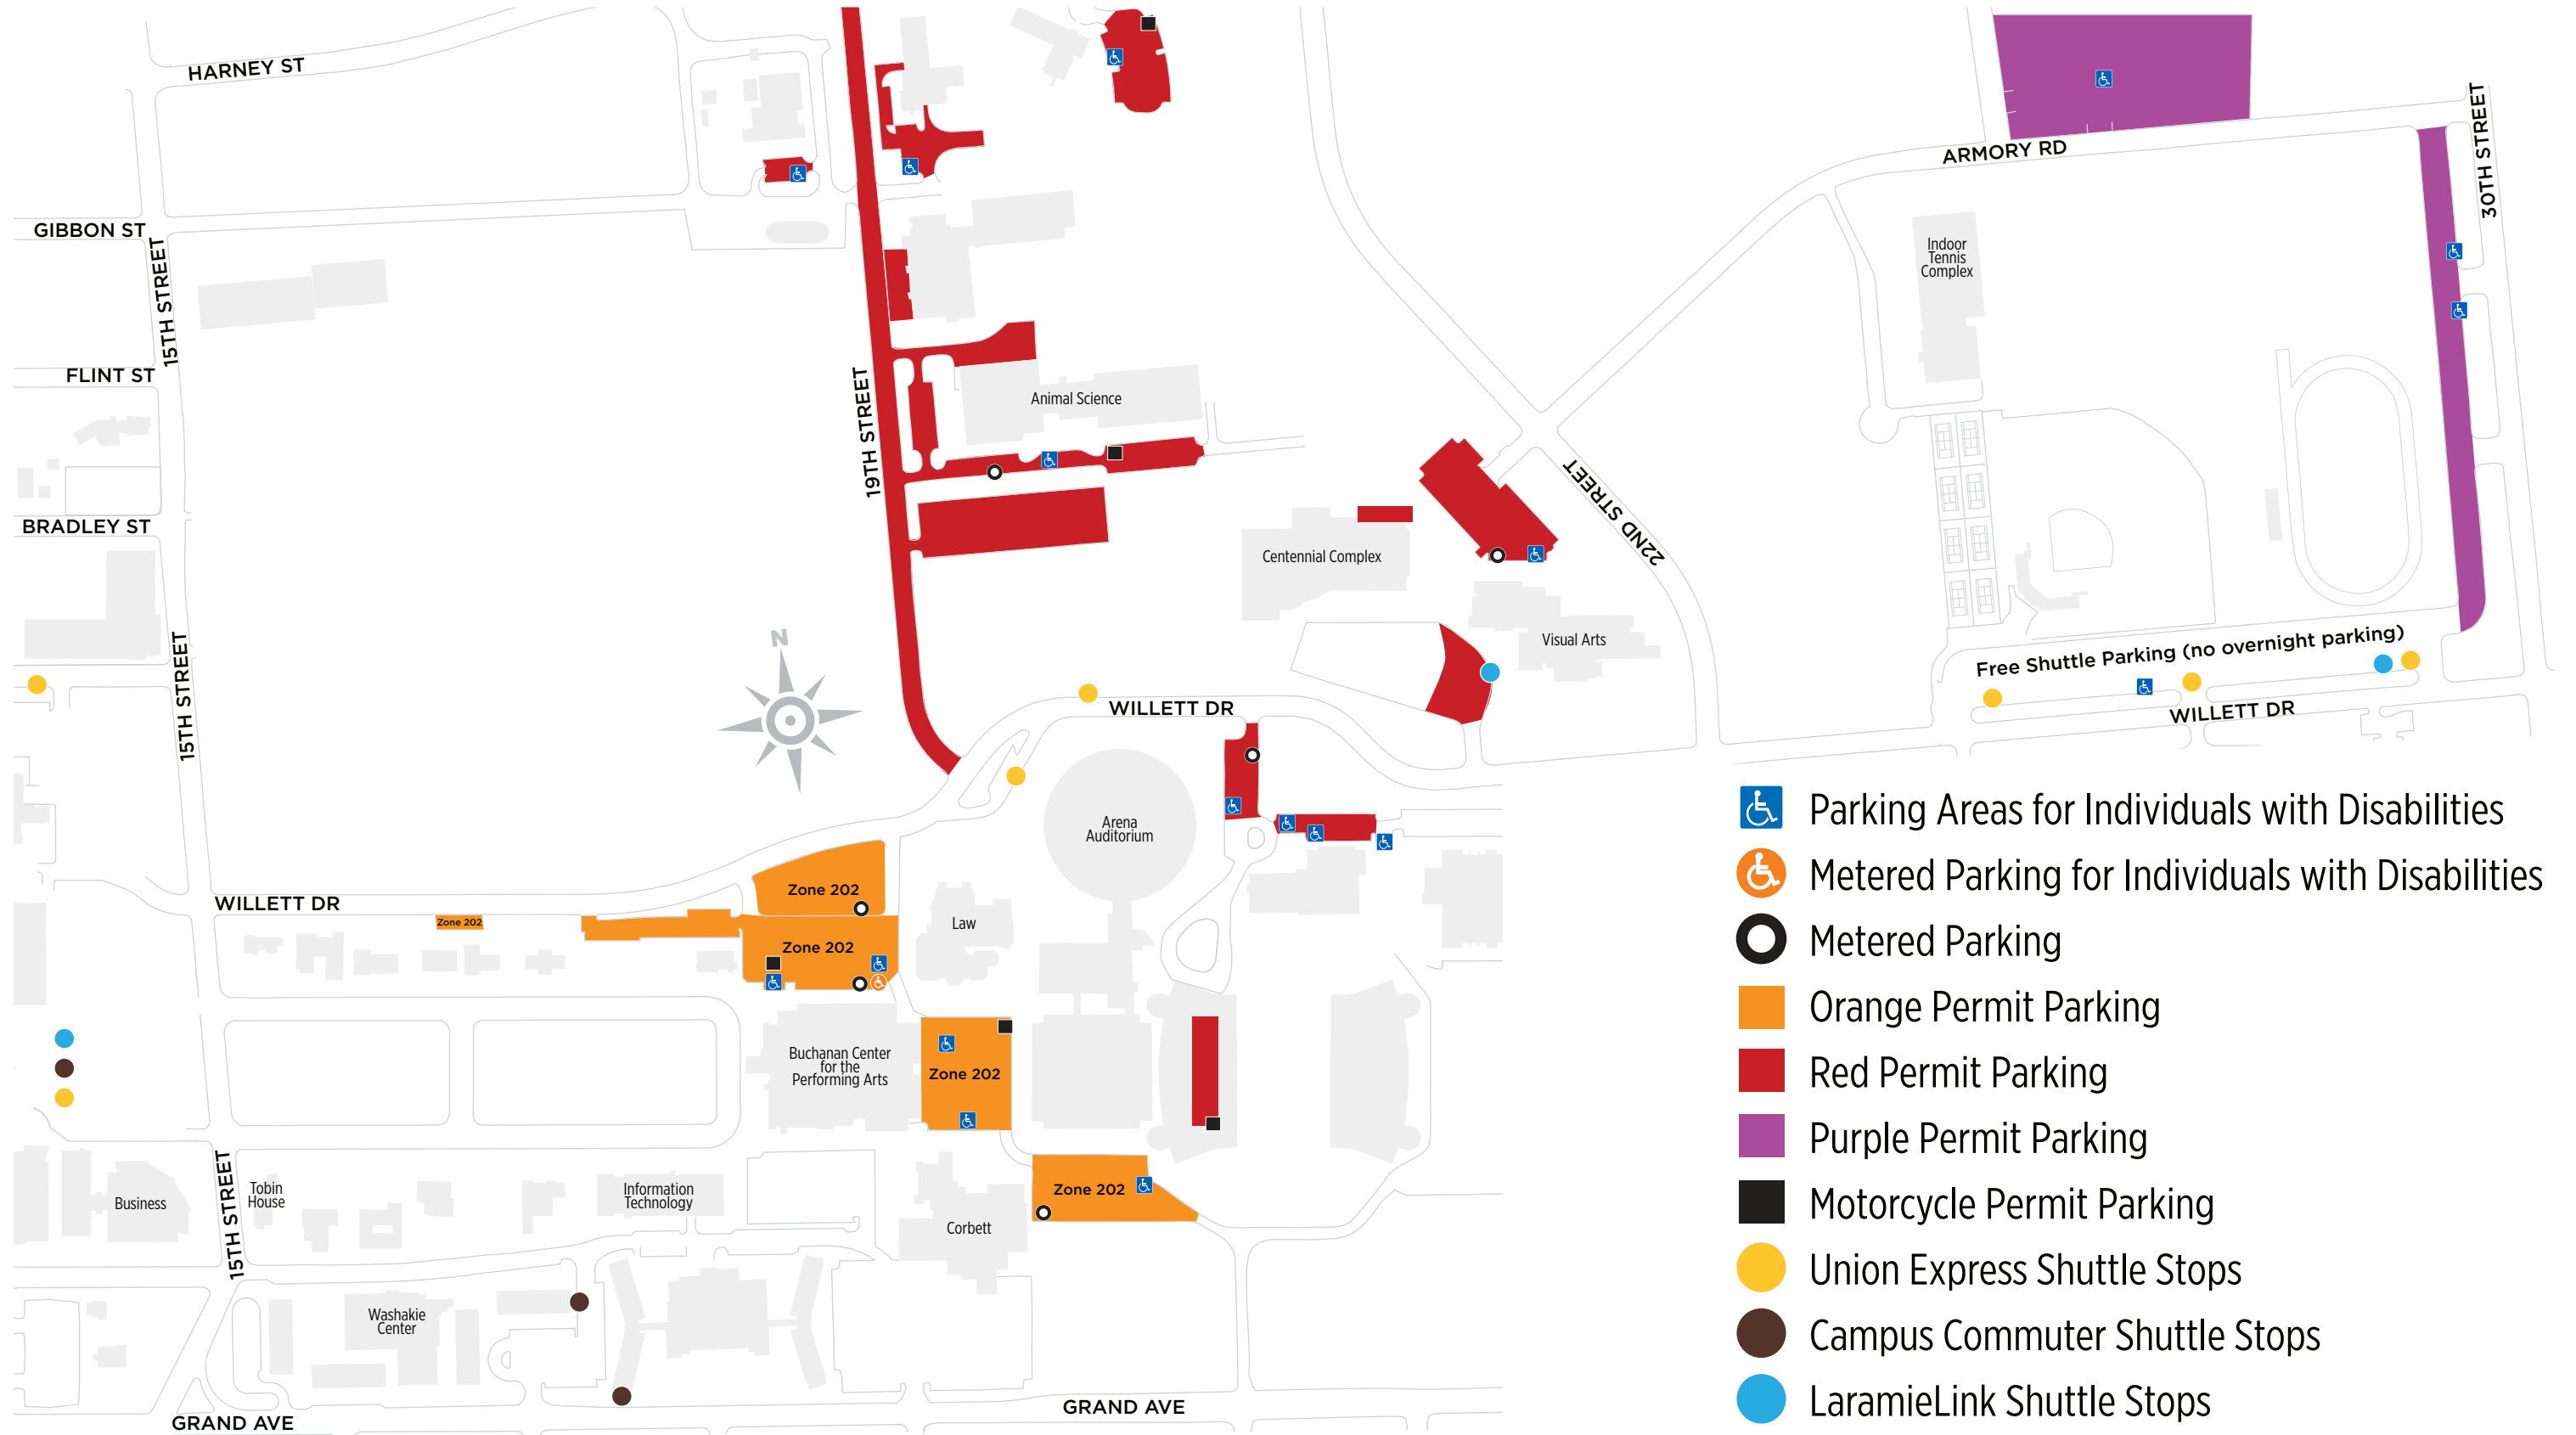 HARNEY ST
GIBBON ST
15TH STREET
FLINT ST
BRADLEY ST
15TH STREET
19TH STREET
Animal Science
Centennial Complex
22ND STREET
Visual Arts
ARMORY RD
30TH STREET
Indoor
Tennis
Complex
Free Shuttle Parking (no overnight parking)
WILLETT DR
N
WILLETT DR
Arena
Auditorium
WILLETT DR
Zone 202
Zone 202
Zone 202
Law
Buchanan Center
for the
Performing Arts
Zone 202
Zone 202
Business
15TH STREET
Tobin
House
Information
Technology
Corbett
Washakie
Center
GRAND AVE
GRAND AVE
Parking Areas for Individuals with Disabilities
Metered Parking for Individuals with Disabilities
Metered Parking
Orange Permit Parking
Red Permit Parking
Purple Permit Parking
Motorcycle Permit Parking
Union Express Shuttle Stops
Campus Commuter Shuttle Stops
LaramieLink Shuttle Stops